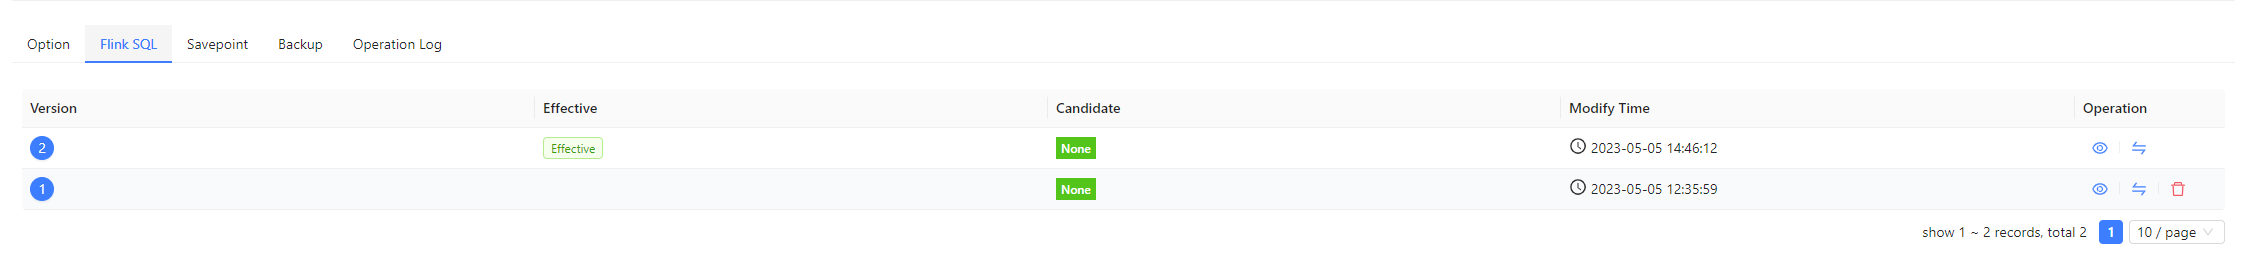 Option Flink SQL Savepoint Backup Operation Log
Version Effective Candidate Modify Time Operation
2 Effective None 2023-05-05 14:46:12
1 None 2023-05-05 12:35:59
show 1 ~ 2 records, total 2 1 10 / page